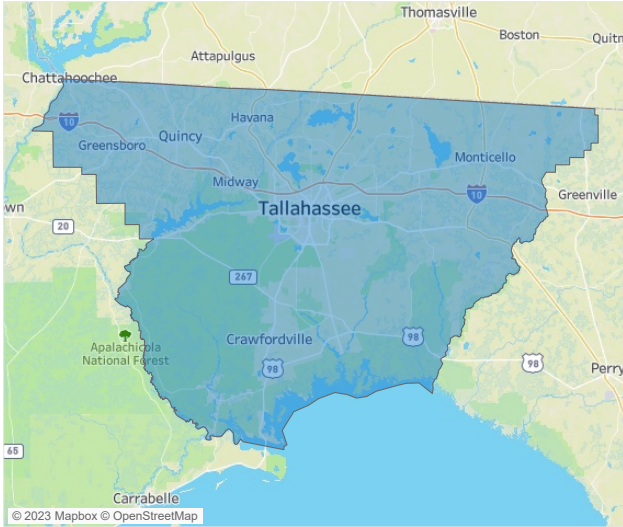 Thomasville
Boston
Quitm
Attapulgus
Chattahoochee
Havana
10
Quincy
Greensboro
Monticello
Midway
10
Greenville
Tallahassee
own
20
267
Crawfordville
98
Apalachicola
National Forest
98
98
Perry
65
Carrabelle
© 2023 Mapbox © OpenStreetMap